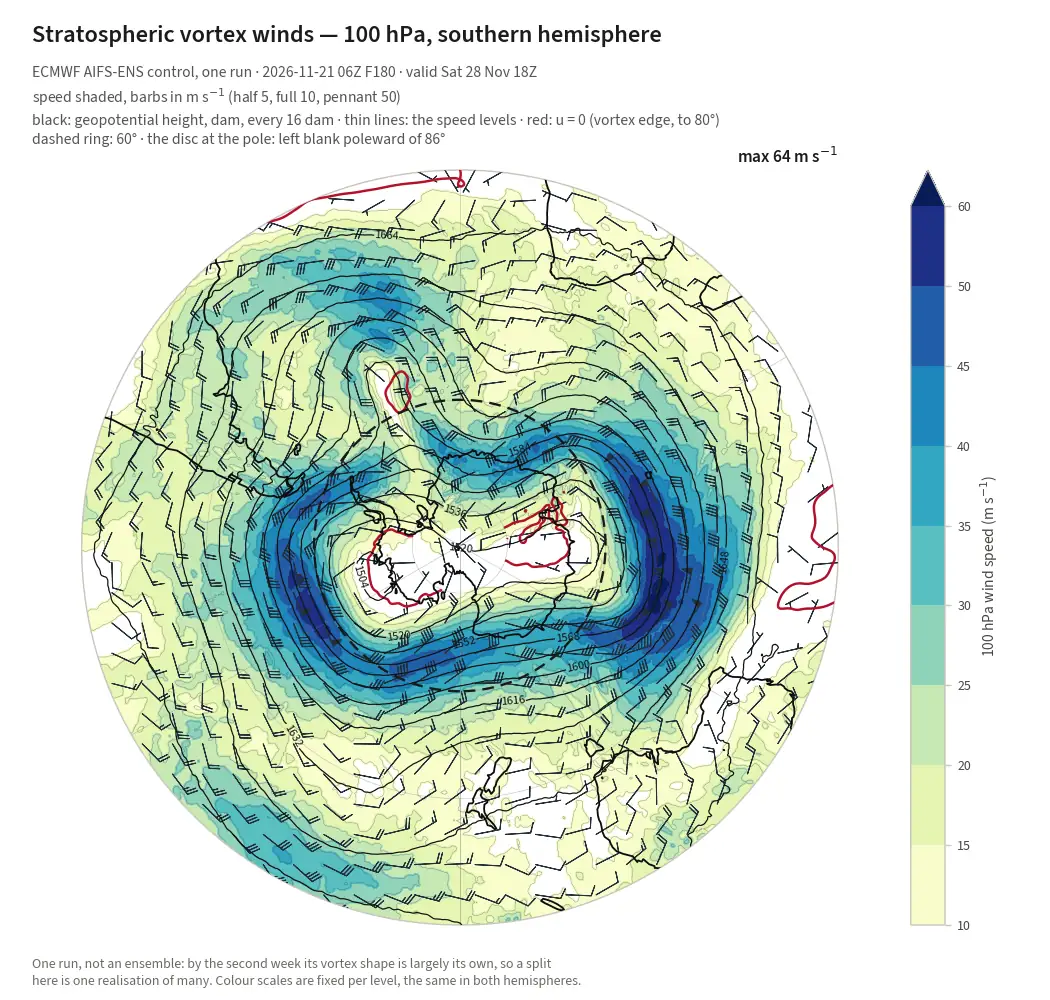 Stratospheric vortex winds — 100 hPa, southern hemisphere
ECMWF AIFS-ENS control, one run · 2026-11-21 06Z F180 · valid Sat 28 Nov 18Z
speed shaded, barbs in m s⁻¹ (half 5, full 10, pennant 50)
black: geopotential height, dam, every 16 dam · thin lines: the speed levels · red: u = 0 (vortex edge, to 80°)
dashed ring: 60° · the disc at the pole: left blank poleward of 86°
max 64 m s⁻¹
1664
1584
1536
1520
1504
1648
1520
1552
1568
1600
1616
1632
60
50
45
40
35
30
25
20
15
10
100 hPa wind speed (m s⁻¹)
One run, not an ensemble: by the second week its vortex shape is largely its own, so a split
here is one realisation of many. Colour scales are fixed per level, the same in both hemispheres.